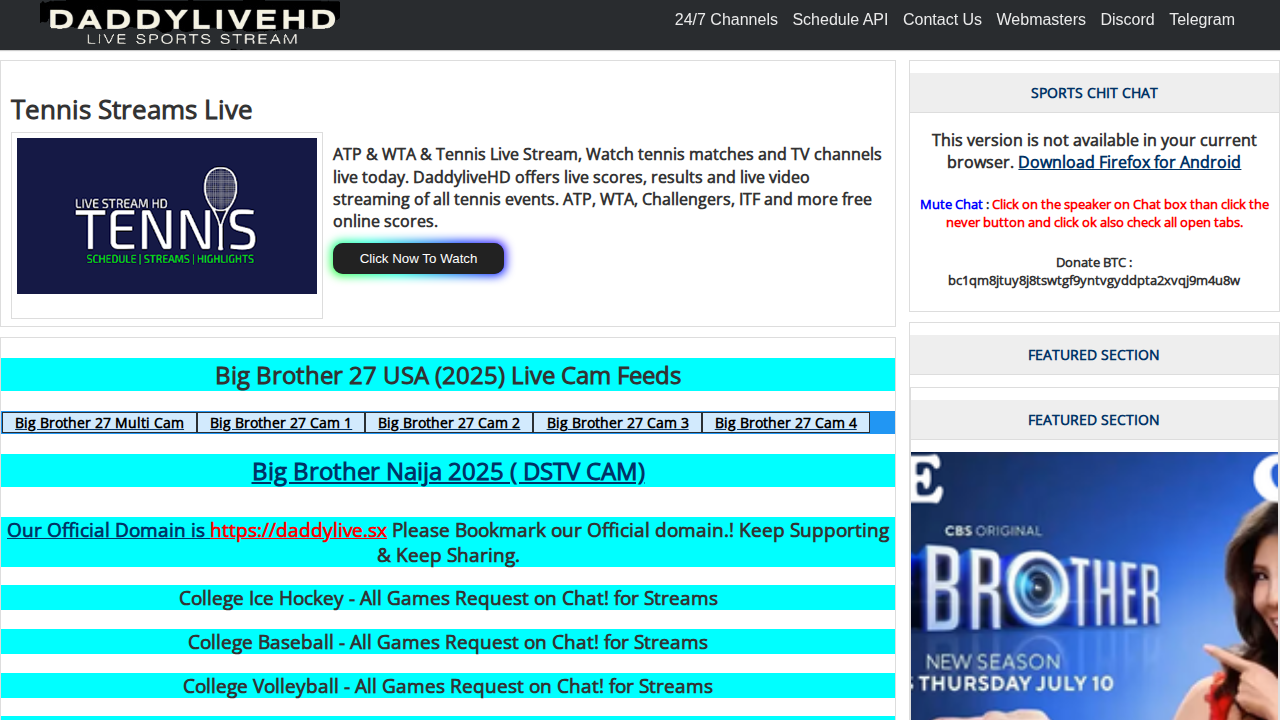 DADDYLIVEHD
LIVE SPORTS STREAM
24/7 Channels Schedule API Contact Us Webmasters Discord Telegram
Tennis Streams Live
LIVE STREAM HD
TENNIS
SCHEDULE | STREAMS | HIGHLIGHTS
ATP & WTA & Tennis Live Stream, Watch tennis matches and TV channels
live today. DaddyliveHD offers live scores, results and live video
streaming of all tennis events. ATP, WTA, Challengers, ITF and more free
online scores.
Click Now To Watch
Big Brother 27 USA (2025) Live Cam Feeds
Big Brother 27 Multi Cam Big Brother 27 Cam 1 Big Brother 27 Cam 2 Big Brother 27 Cam 3 Big Brother 27 Cam 4
Big Brother Naija 2025 ( DSTV CAM)
Our Official Domain is https://daddylive.sx Please Bookmark our Official domain.! Keep Supporting
& Keep Sharing.
College Ice Hockey - All Games Request on Chat! for Streams
College Baseball - All Games Request on Chat! for Streams
College Volleyball - All Games Request on Chat! for Streams
SPORTS CHIT CHAT
This version is not available in your current
browser. Download Firefox for Android
Mute Chat : Click on the speaker on Chat box than click the
never button and click ok also check all open tabs.
Donate BTC :
bc1qm8jtuy8j8tswtgf9yntvgyddpta2xvqj9m4u8w
FEATURED SECTION
FEATURED SECTION
CBS ORIGINAL
BROTHER
NEW SEASON
THURSDAY JULY 10